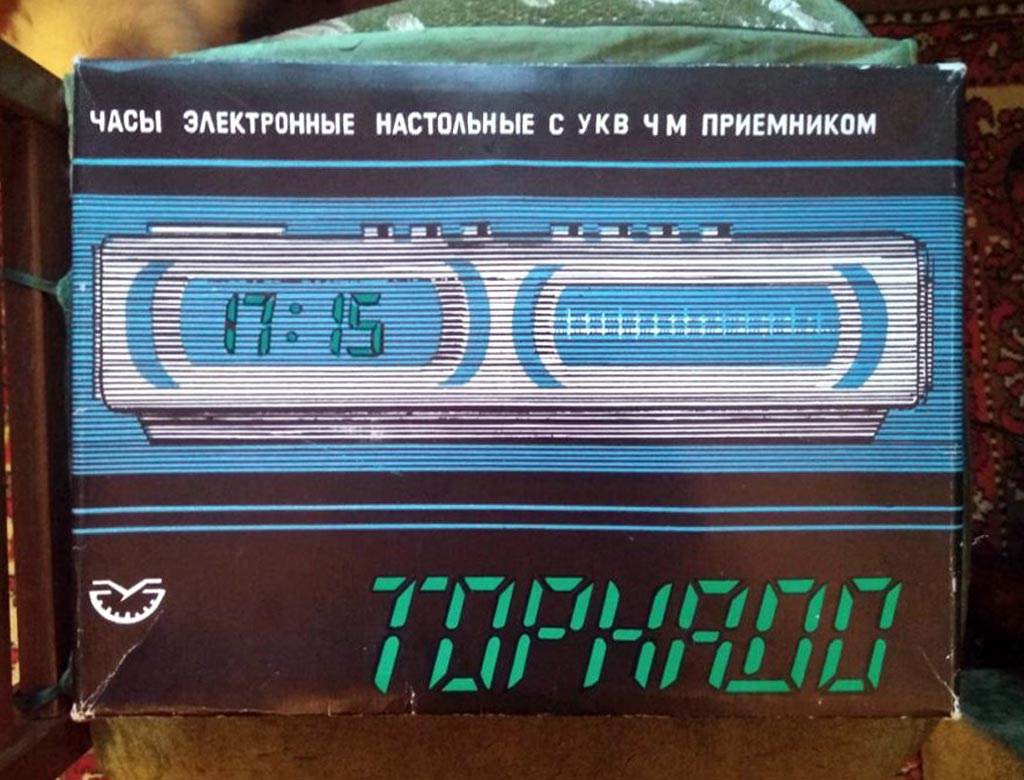 ЧАСЫ ЭЛЕКТРОННЫЕ НАСТОЛЬНЫЕ С УКВ ЧМ ПРИЕМНИКОМ
17:15
ТОРНАДО